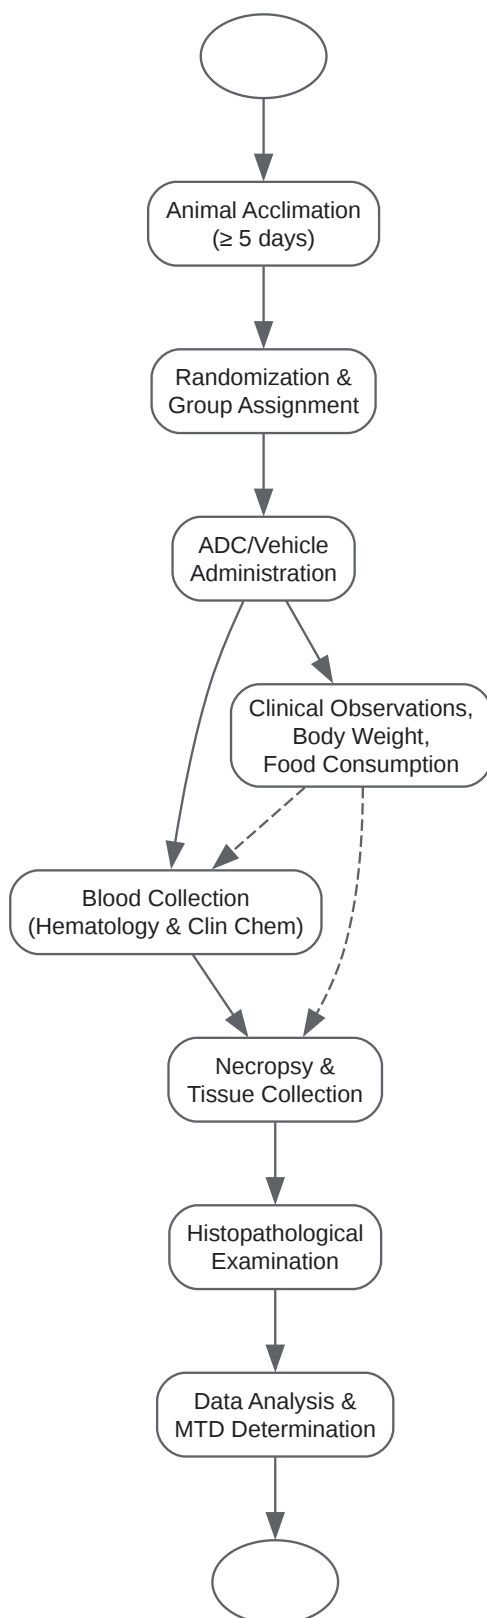 Animal Acclimation
(≥ 5 days)
Randomization &
Group Assignment
ADC/Vehicle
Administration
Clinical Observations,
Body Weight,
Food Consumption
Blood Collection
(Hematology & Clin Chem)
Necropsy &
Tissue Collection
Histopathological
Examination
Data Analysis &
MTD Determination